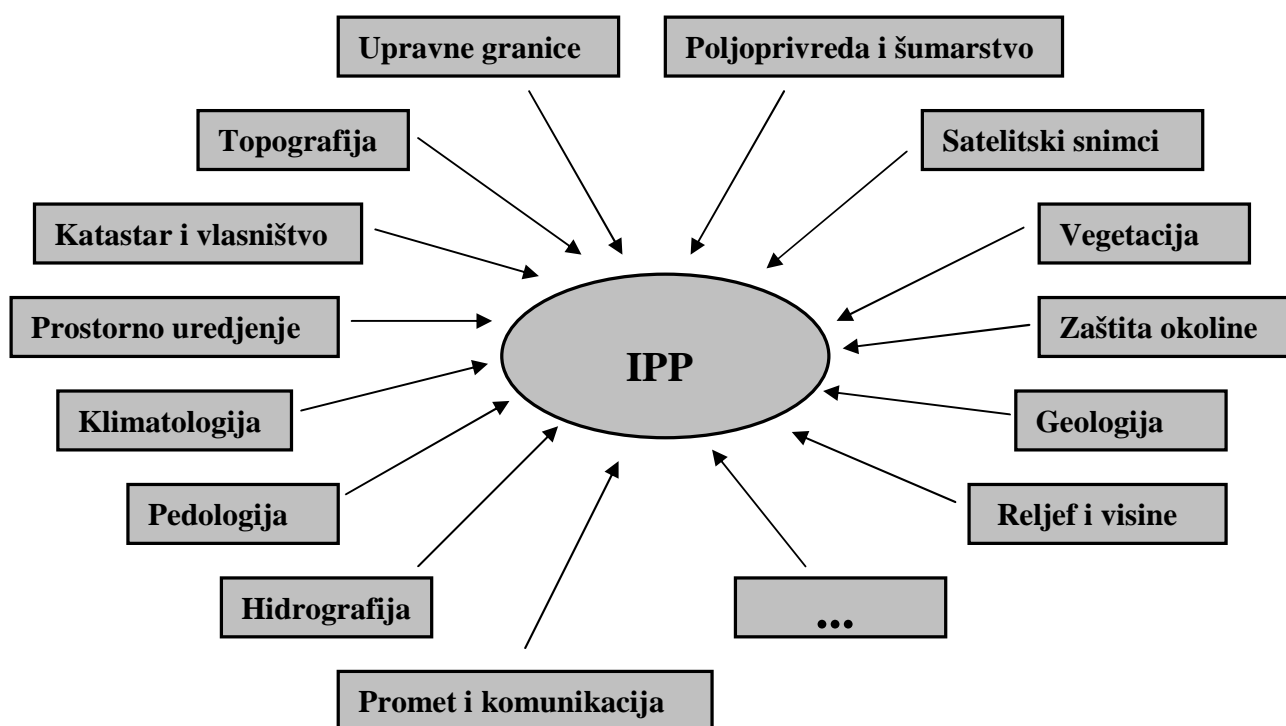 Upravne granice
Poljoprivreda i šumarstvo
Topografija
Satelitski snimci
Katastar i vlasništvo
Vegetacija
Prostorno uredjenje
Zaštita okoline
IPP
Klimatologija
Geologija
Pedologija
Reljef i visine
Hidrografija
...
Promet i komunikacija